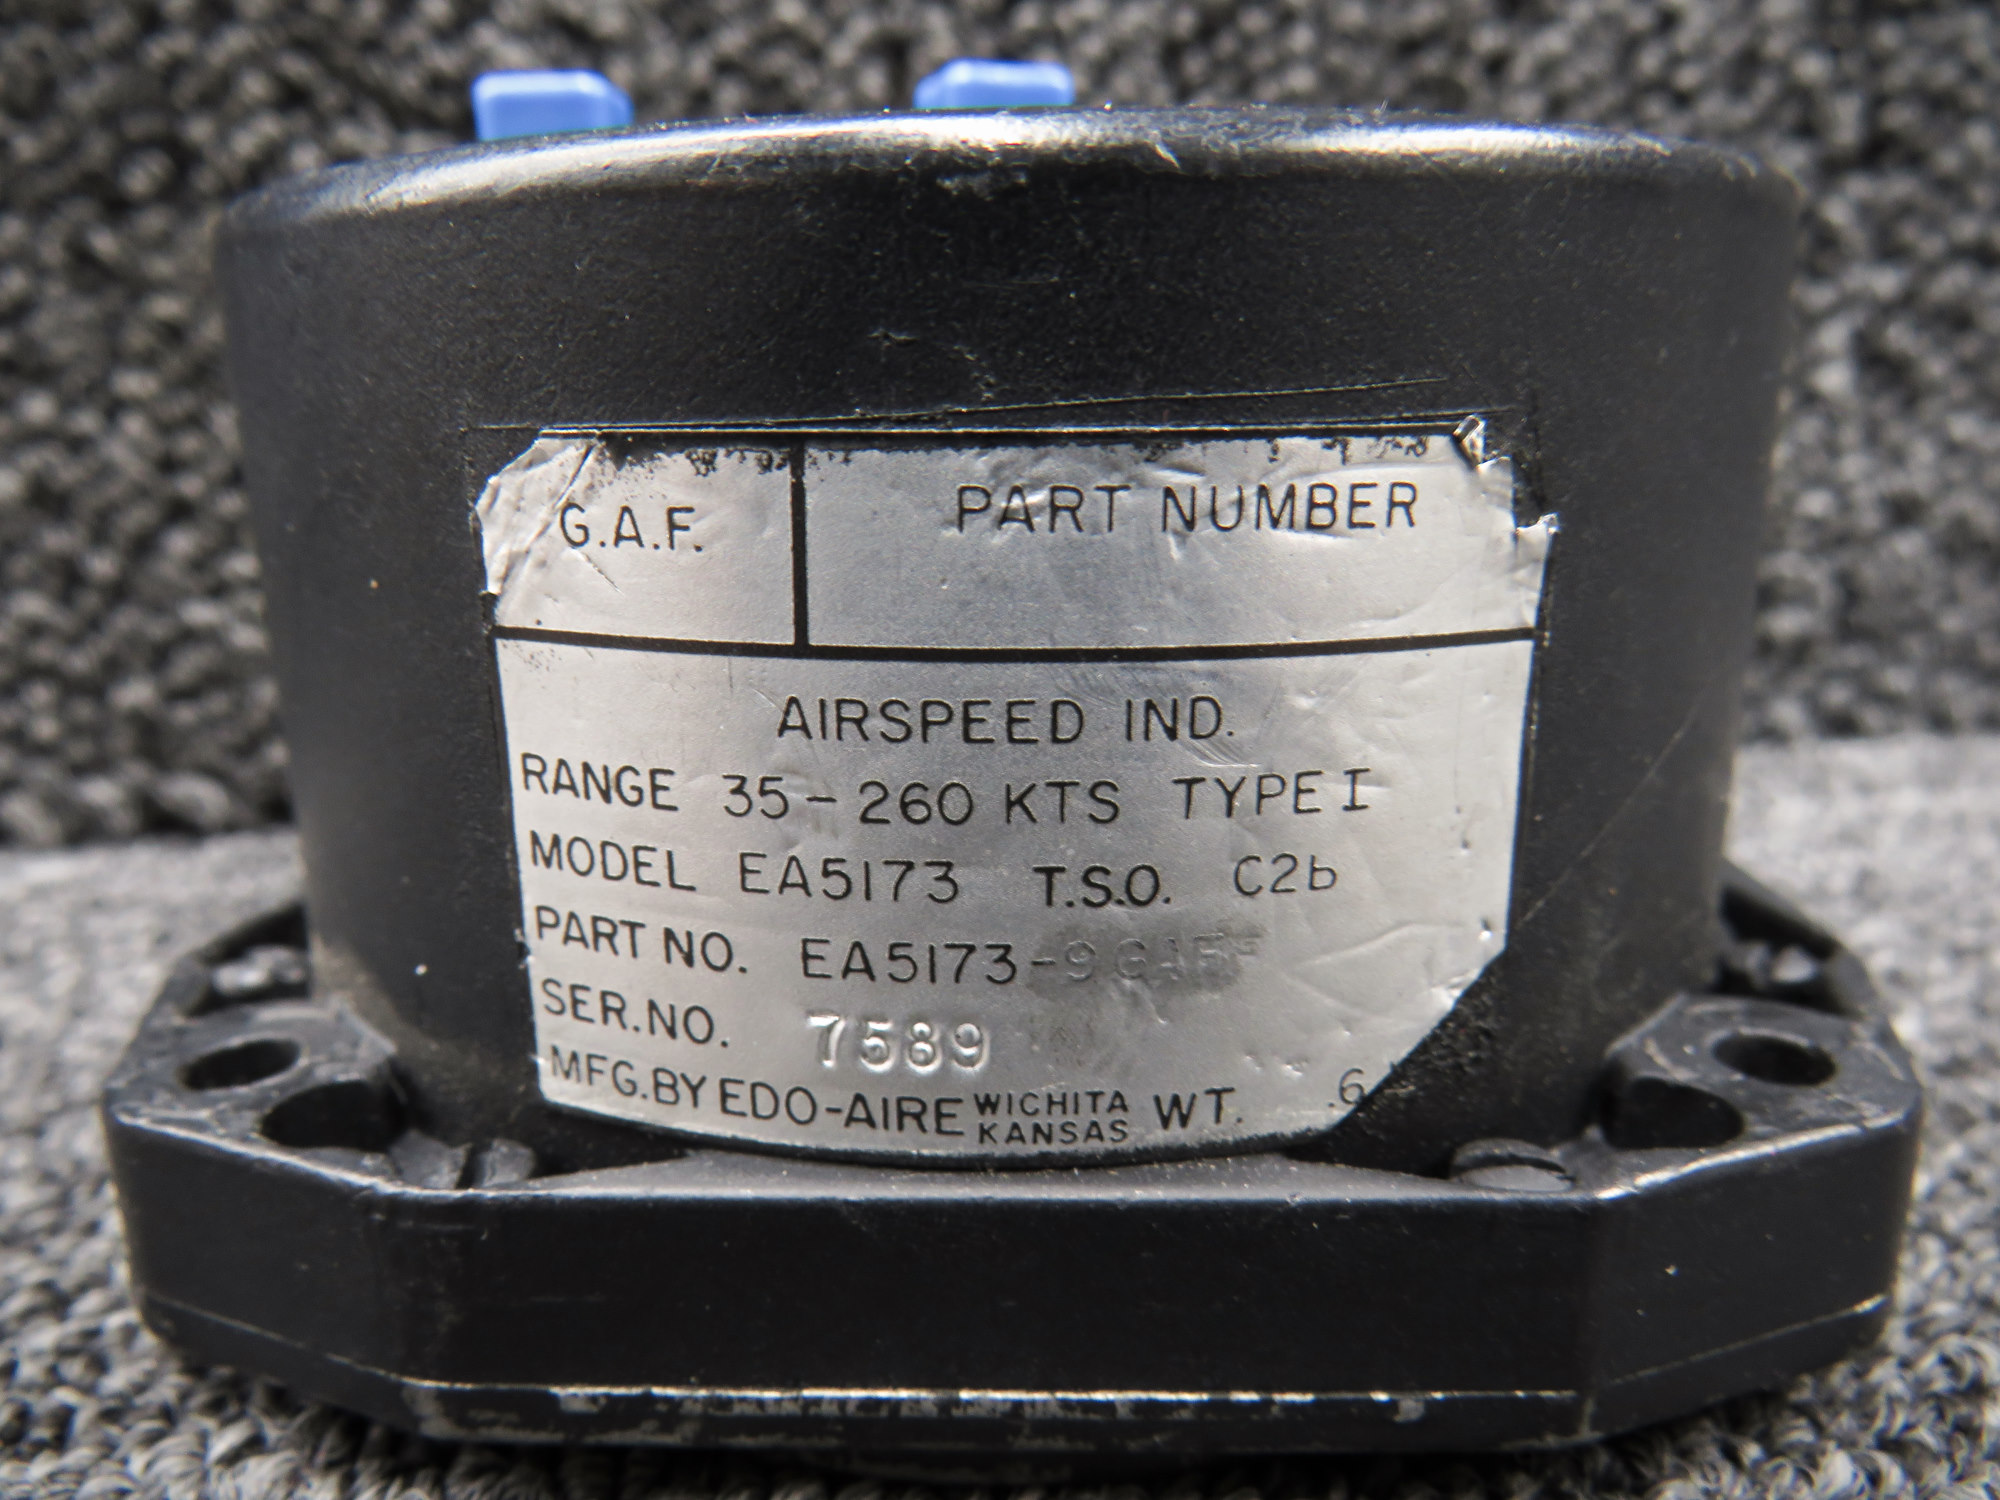 G.A.F. PART NUMBER
AIRSPEED IND.
RANGE 35-260 KTS TYPE I
MODEL EA5173 T.S.O. C2b
PART NO. EA5173-9
SER.NO. 7589
MFG.BY EDO-AIRE WICHITA KANSAS WT. .6